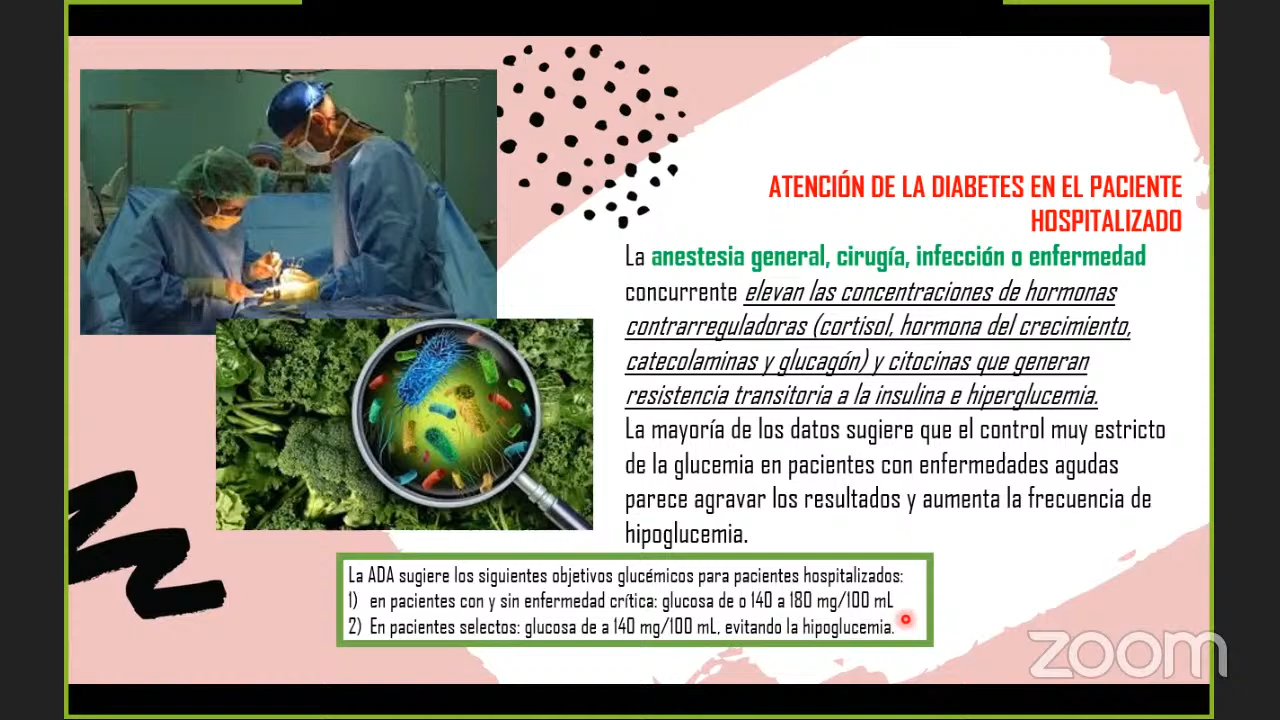 ATENCIÓN DE LA DIABETES EN EL PACIENTE
HOSPITALIZADO
La anestesia general, cirugía, infección o enfermedad
concurrente elevan las concentraciones de hormonas
contrarreguladoras (cortisol, hormona del crecimiento,
catecolaminas y glucagón) y citocinas que generan
resistencia transitoria a la insulina e hiperglucemia.
La mayoría de los datos sugiere que el control muy estricto
de la glucemia en pacientes con enfermedades agudas
parece agravar los resultados y aumenta la frecuencia de
hipoglucemia.
La ADA sugiere los siguientes objetivos glucémicos para pacientes hospitalizados:
1) en pacientes con y sin enfermedad crítica: glucosa de o 140 a 180 mg/100 mL
2) En pacientes selectos: glucosa de a 140 mg/100 mL, evitando la hipoglucemia.
zoom